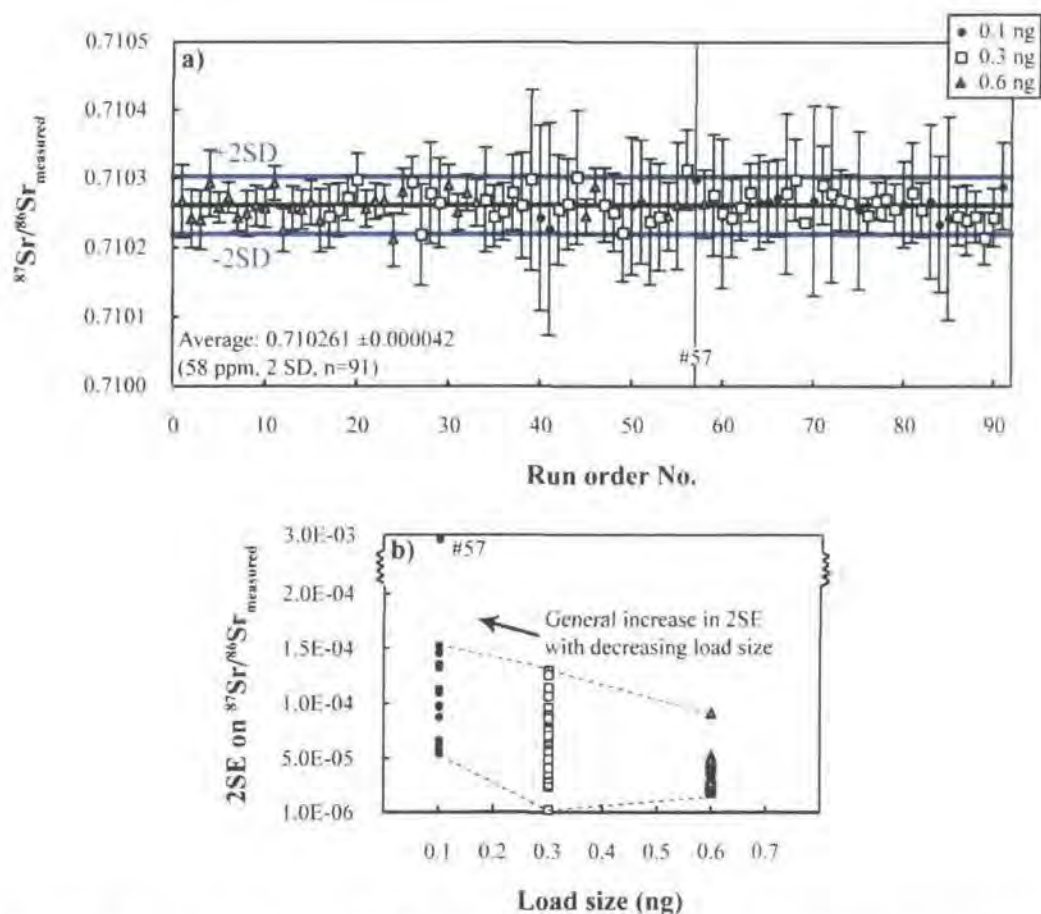 0.1 ng
0.3 ng
0.6 ng
a)
0.7105
0.7104
0.7103
0.7102
0.7101
0.7100
87Sr/86Sr measured
+2SD
-2SD
Average: 0.710261 ±0.000042
(58 ppm, 2 SD, n=91)
#57
0 10 20 30 40 50 60 70 80 90
Run order No.
b)
#57
3.0E-03
2.0E-04
1.5E-04
1.0E-04
5.0E-05
1.0E-06
2SE on 87Sr/86Sr measured
General increase in 2SE
with decreasing load size
0.1 0.2 0.3 0.4 0.5 0.6 0.7
Load size (ng)